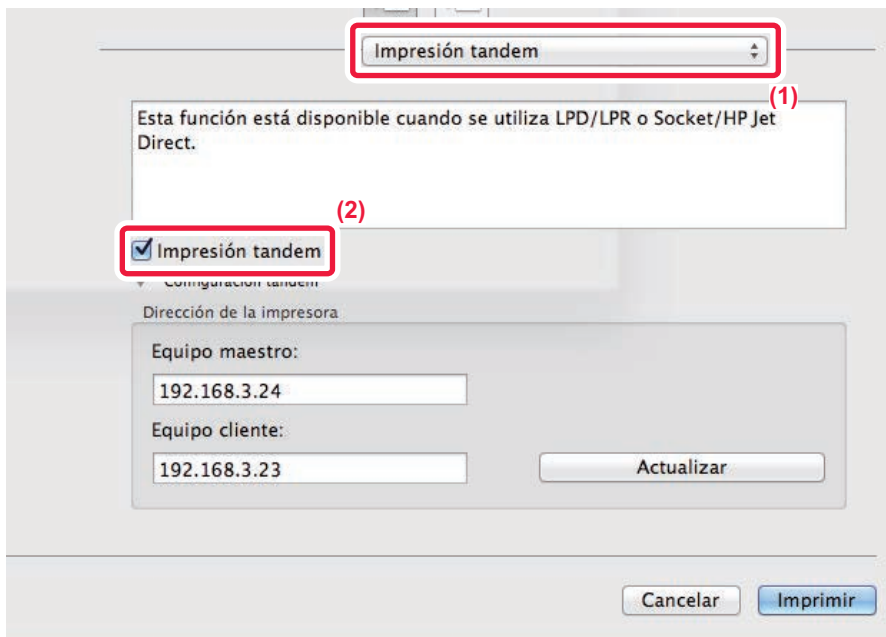 Impresión tandem
(1)
Esta función está disponible cuando se utiliza LPD/LPR o Socket/HP Jet
Direct.
(2)
Impresión tandem
Configuración tandem
Dirección de la impresora
Equipo maestro:
192.168.3.24
Equipo cliente:
192.168.3.23
Actualizar
Cancelar
Imprimir